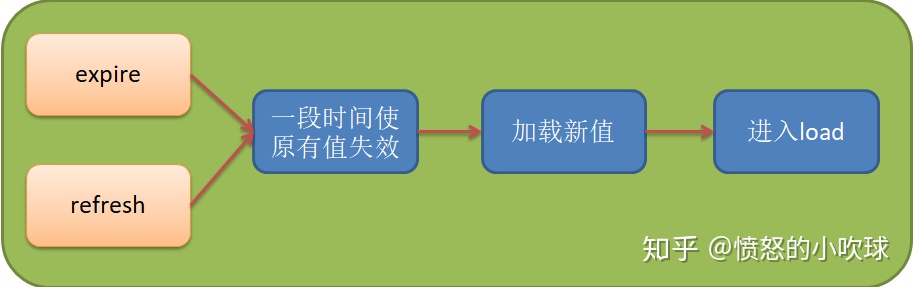 expire
refresh
一段时间使
原有值失效
加载新值
进入load
知乎 @愤怒的小吹球